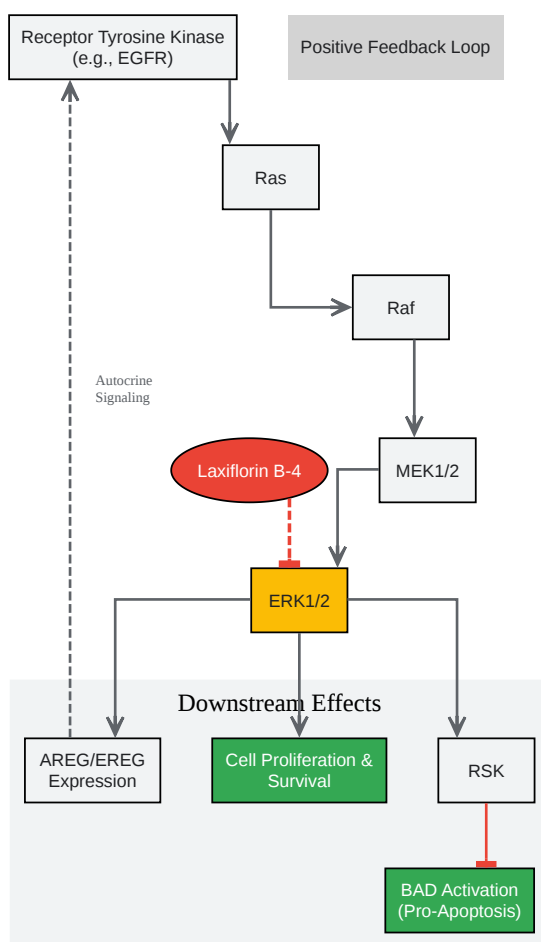 Receptor Tyrosine Kinase
(e.g., EGFR)
Positive Feedback Loop
Ras
Raf
Autocrine
Signaling
Laxiflorin B-4
MEK1/2
ERK1/2
Downstream Effects
AREG/EREG
Expression
Cell Proliferation &
Survival
RSK
BAD Activation
(Pro-Apoptosis)